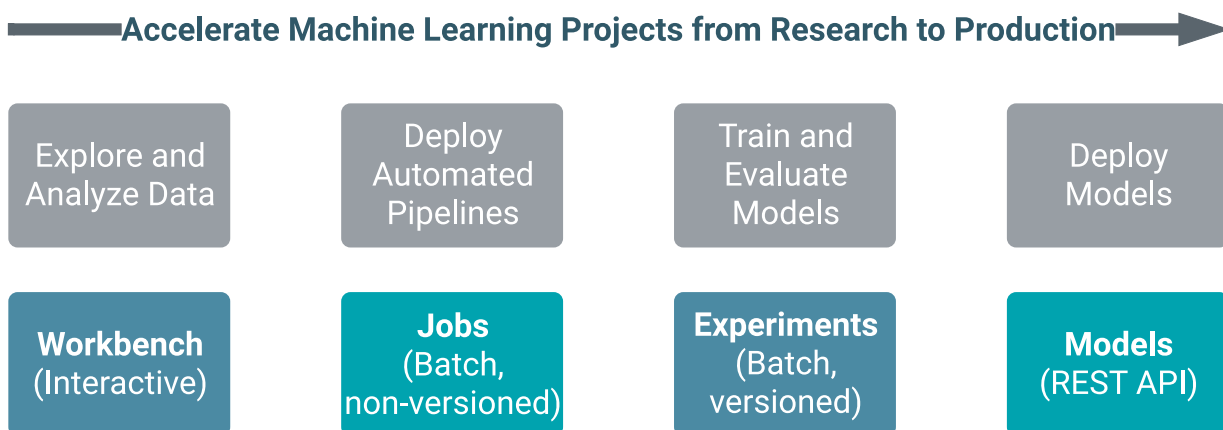 Accelerate Machine Learning Projects from Research to Production
Explore and
Analyze Data
Deploy
Automated
Pipelines
Train and
Evaluate
Models
Deploy
Models
Workbench
(Interactive)
Jobs
(Batch,
non-versioned)
Experiments
(Batch,
versioned)
Models
(REST API)